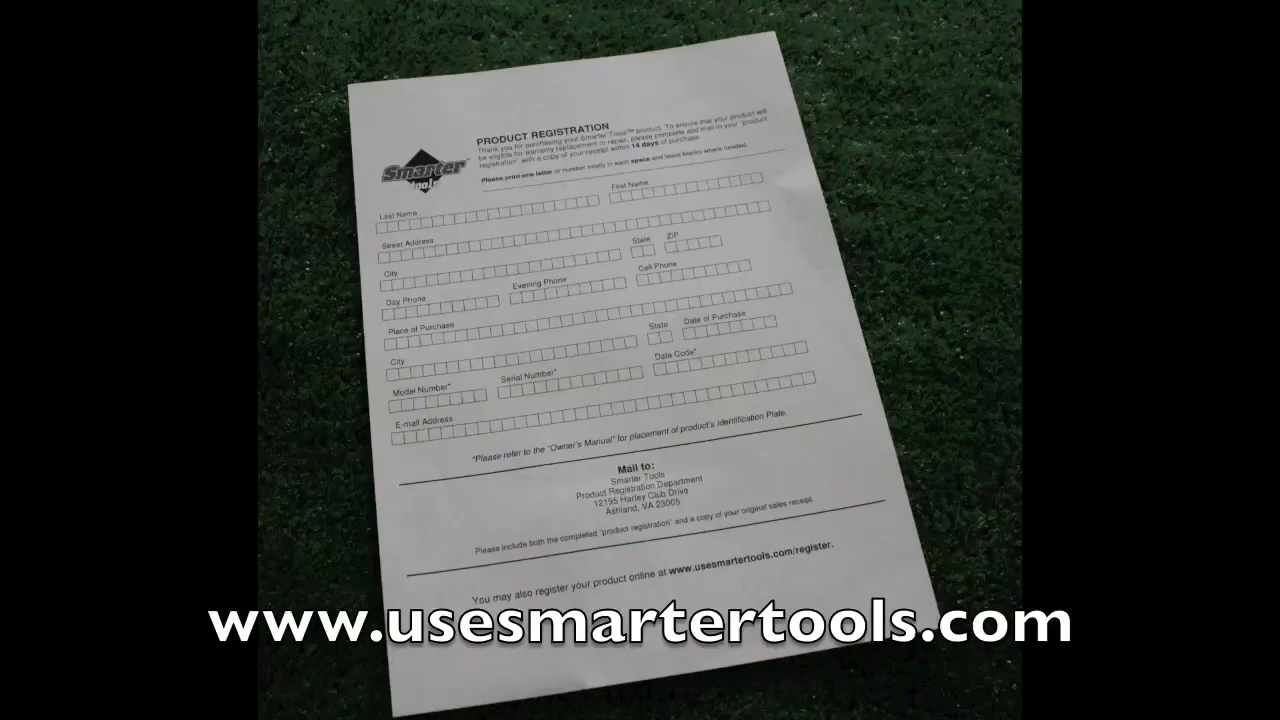 PRODUCT REGISTRATION
Thank you for purchasing your Smarter Tools™ product. To ensure that your product will
be eligible for warranty replacement or repair, please complete and mail in your "product
registration" with a copy of your receipt within 14 days of purchase.
Please print one letter or number neatly in each space and leave blanks where needed.
Smarter
Tools
Last Name
First Name
Street Address
City
State
ZIP
Day Phone
Evening Phone
Cell Phone
Place of Purchase
City
State
Date of Purchase
Model Number*
Serial Number*
Date Code*
E-mail Address
*Please refer to the "Owner's Manual" for placement of product's Identification Plate.
Mail to:
Smarter Tools
Product Registration Department
12195 Harley Club Drive
Ashland, VA 23005
Please include both the completed "product registration" and a copy of your original sales receipt.
You may also register your product online at www.usesmartertools.com/register.
www.usesmartertools.com